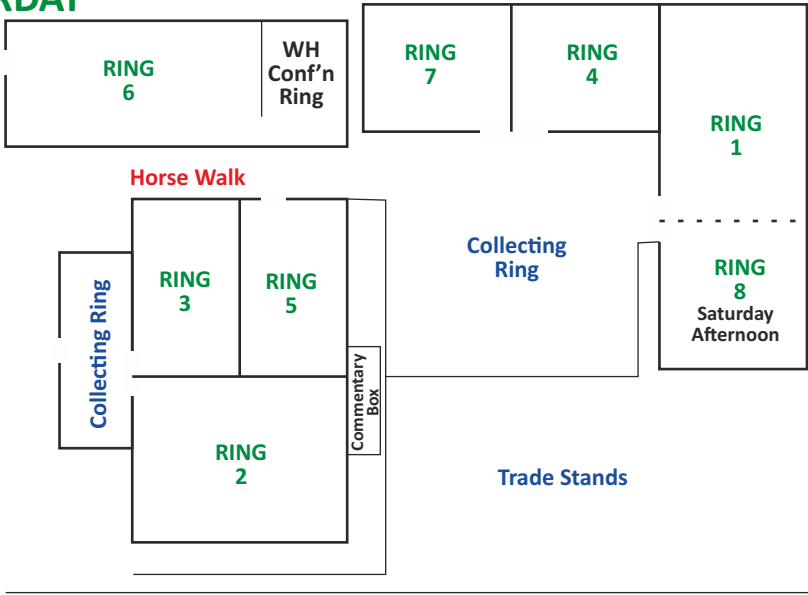 RING
6
WH
Conf'n
Ring
RING
7
RING
4
RING
1
Horse Walk
Collecting
Ring
RING
3
RING
5
RING
8
Saturday
Afternoon
Collecting Ring
Commentary
Box
RING
2
Trade Stands